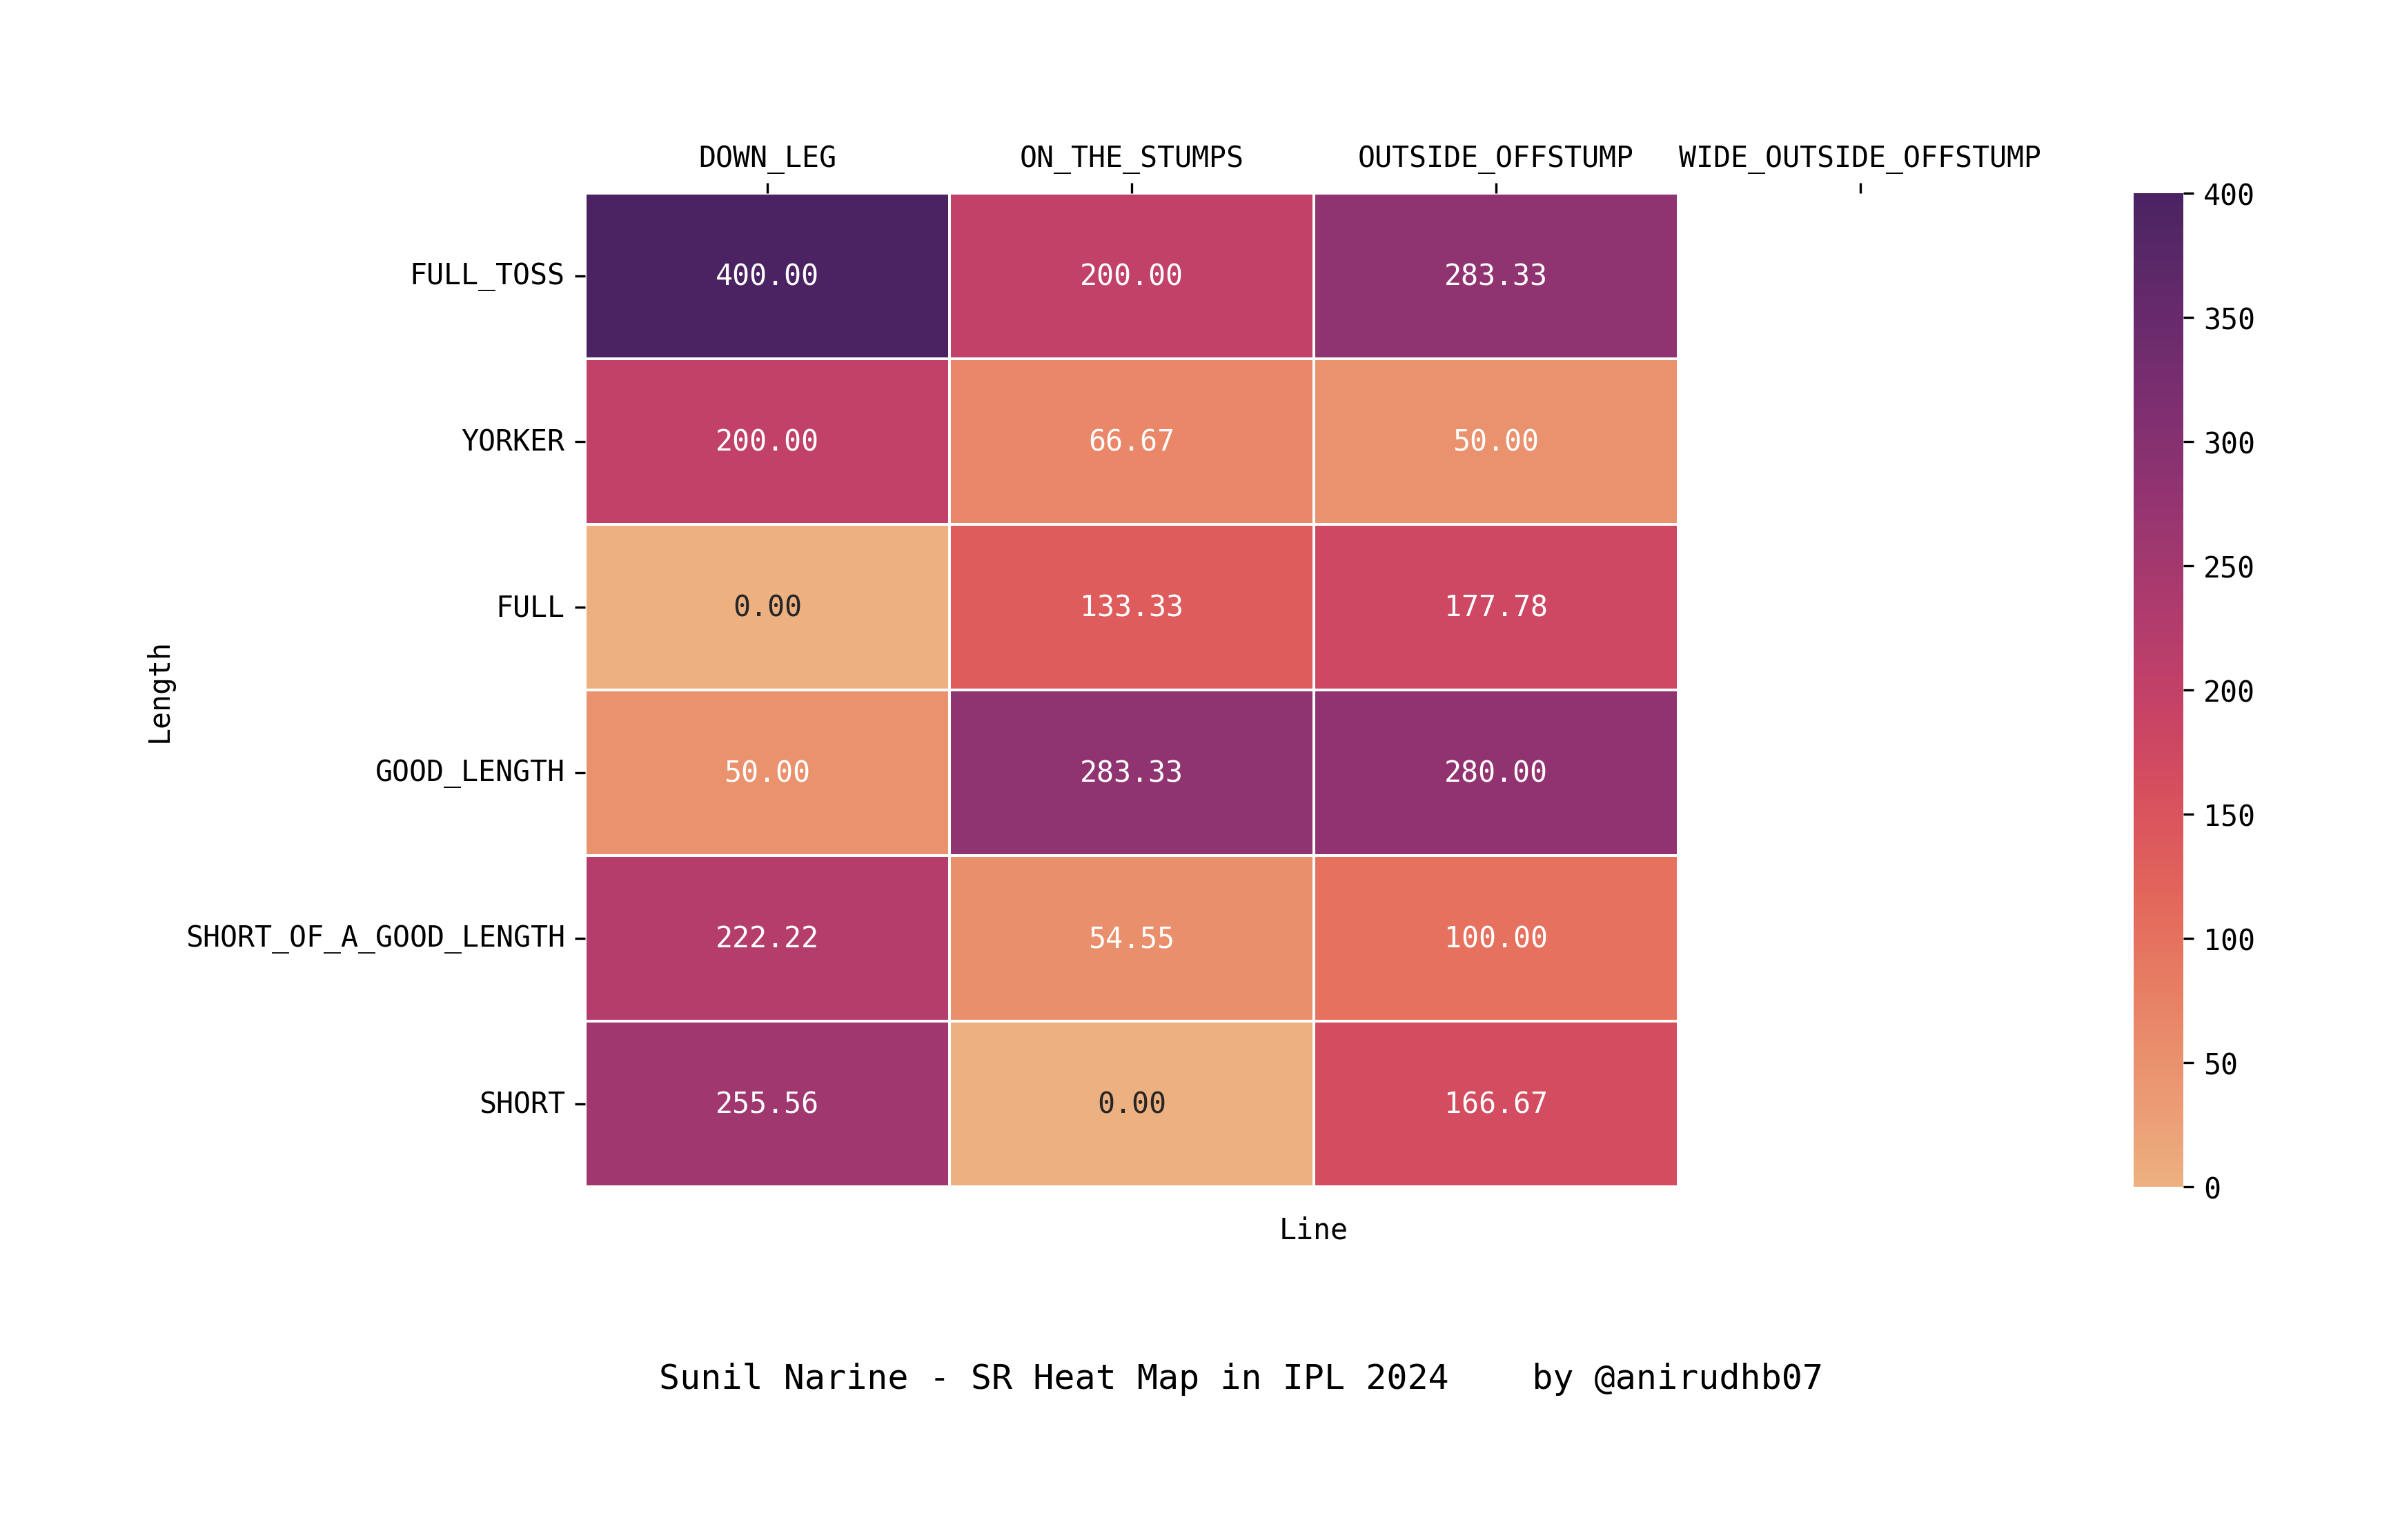 DOWN_LEG ON_THE_STUMPS OUTSIDE_OFFSTUMP WIDE_OUTSIDE_OFFSTUMP
FULL_TOSS 400.00 200.00 283.33
YORKER 200.00 66.67 50.00
FULL 0.00 133.33 177.78
GOOD_LENGTH 50.00 283.33 280.00
SHORT_OF_A_GOOD_LENGTH 222.22 54.55 100.00
SHORT 255.56 0.00 166.67
Length
Line
400
350
300
250
200
150
100
50
0
Sunil Narine - SR Heat Map in IPL 2024 by @anirudhb07